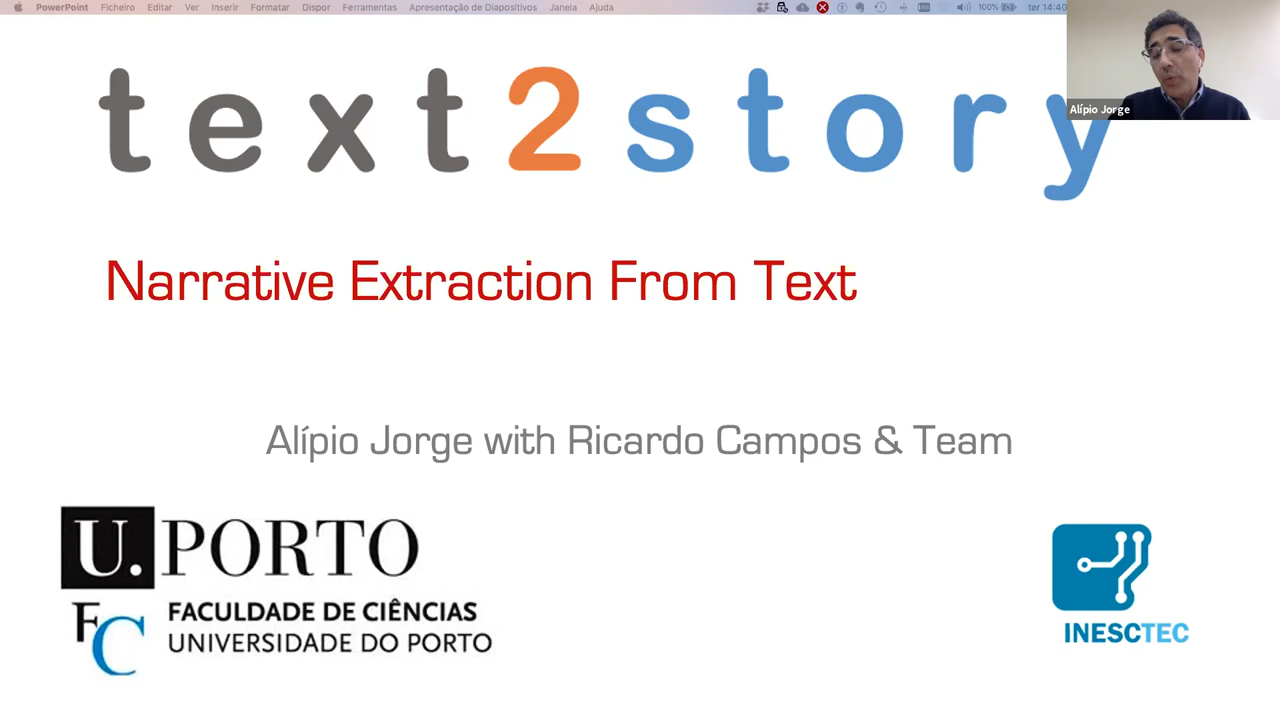 PowerPoint Ficheiro Editar Ver Inserir Formatar Dispor Ferramentas Apresentação de Diapositivos Janela Ajuda 100% ter 14:40
text2story
Alípio Jorge
Narrative Extraction From Text
Alípio Jorge with Ricardo Campos & Team
U. PORTO
FC FACULDADE DE CIÊNCIAS
UNIVERSIDADE DO PORTO
INESCTEC